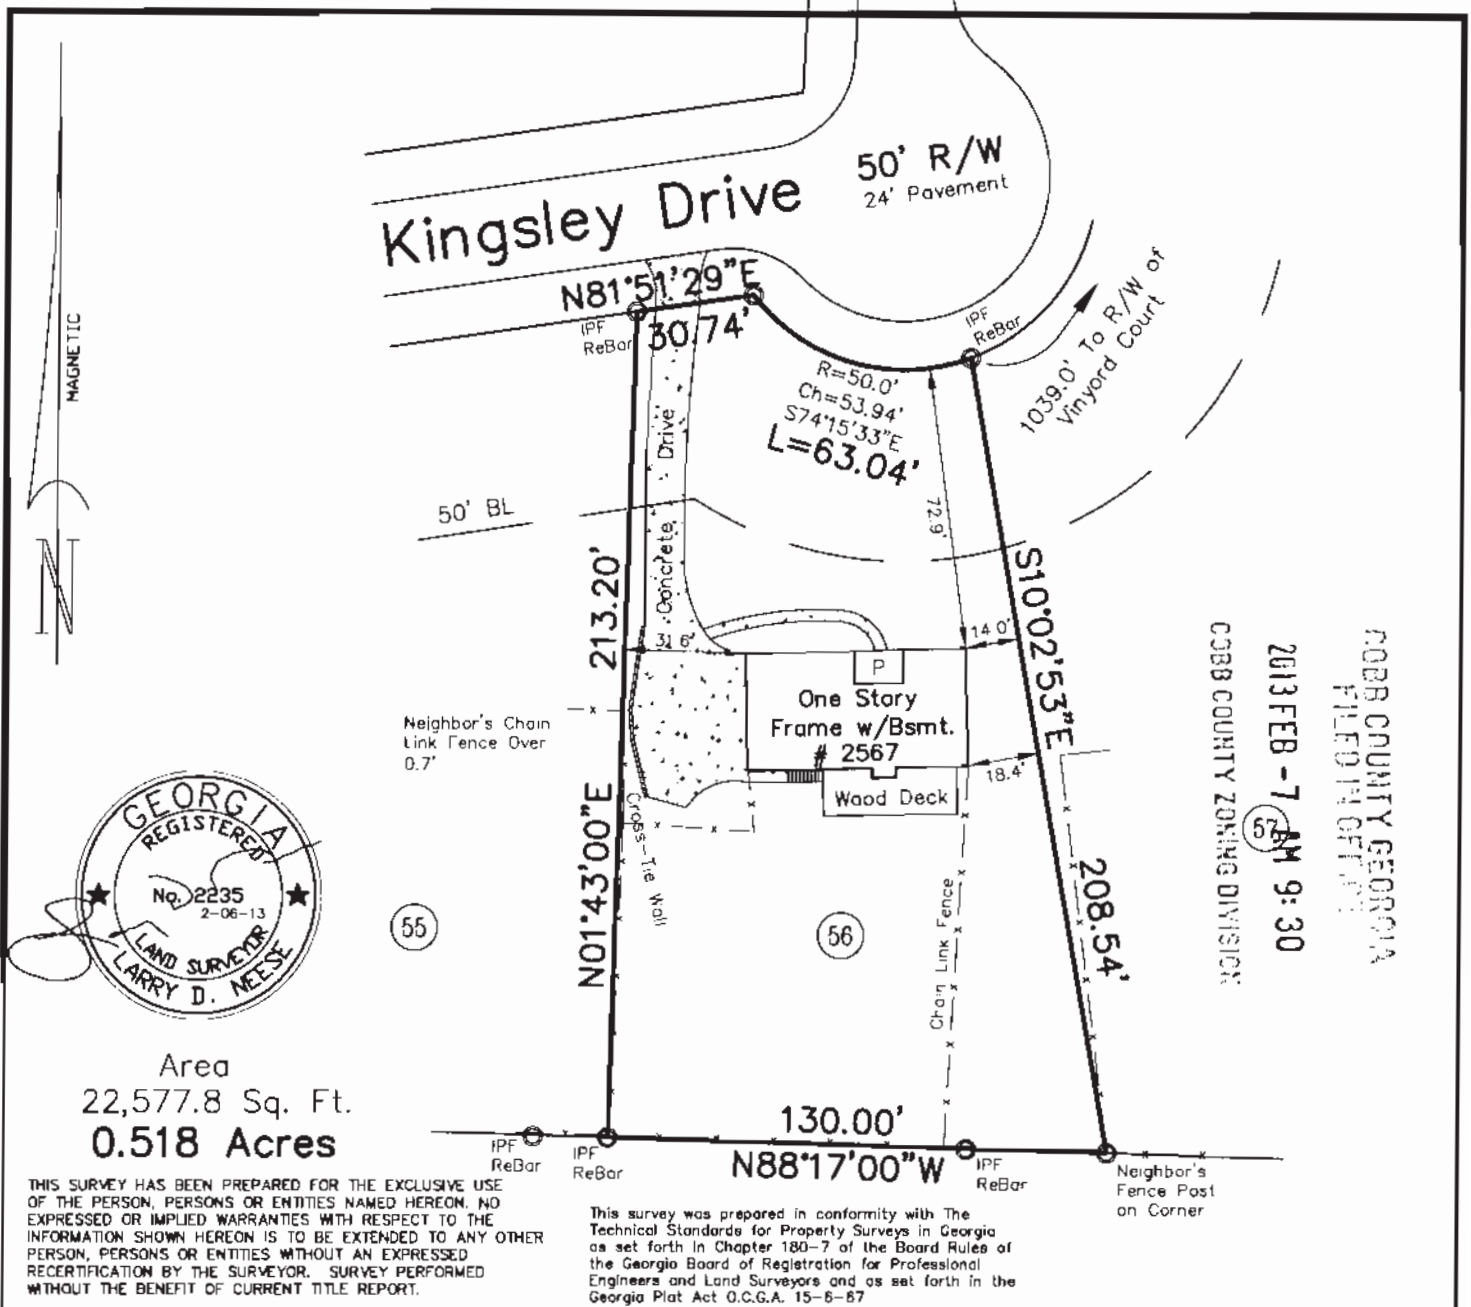 50' R/W
24' Pavement
Kingsley Drive
N81°51'29"E
30.74'
IPF
ReBar
IPF
ReBar
1039.0' To R/W of
Vinyard Court
R=50.0'
Ch=53.94'
S74°15'33"E
L=63.04'
MAGNETIC
N
50' BL
Concrete Drive
72.9'
213.20'
N01°43'00"E
S10°02'53"E
208.54'
31.6'
14.0'
P
One Story
Frame w/Bsmt.
# 2567
18.4'
Wood Deck
Neighbor's Chain
Link Fence Over
0.7'
Cross-Tie Wall
Chain Link Fence
55
56
57
COBB COUNTY GEORGIA
FILED IN OFFICE
2013 FEB -7 AM 9:30
COBB COUNTY ZONING DIVISION
GEORGIA
REGISTERED
No. 2235
2-06-13
LAND SURVEYOR
LARRY D. NEESE
Area
22,577.8 Sq. Ft.
0.518 Acres
130.00'
N88°17'00"W
IPF
ReBar
IPF
ReBar
IPF
ReBar
Neighbor's
Fence Post
on Corner
THIS SURVEY HAS BEEN PREPARED FOR THE EXCLUSIVE USE
OF THE PERSON, PERSONS OR ENTITIES NAMED HEREON. NO
EXPRESSED OR IMPLIED WARRANTIES WITH RESPECT TO THE
INFORMATION SHOWN HEREON IS TO BE EXTENDED TO ANY OTHER
PERSON, PERSONS OR ENTITIES WITHOUT AN EXPRESSED
RECERTIFICATION BY THE SURVEYOR. SURVEY PERFORMED
WITHOUT THE BENEFIT OF CURRENT TITLE REPORT.
This survey was prepared in conformity with The
Technical Standards for Property Surveys in Georgia
as set forth in Chapter 180-7 of the Board Rules of
the Georgia Board of Registration for Professional
Engineers and Land Surveyors and as set forth in the
Georgia Plat Act O.C.G.A. 15-6-67